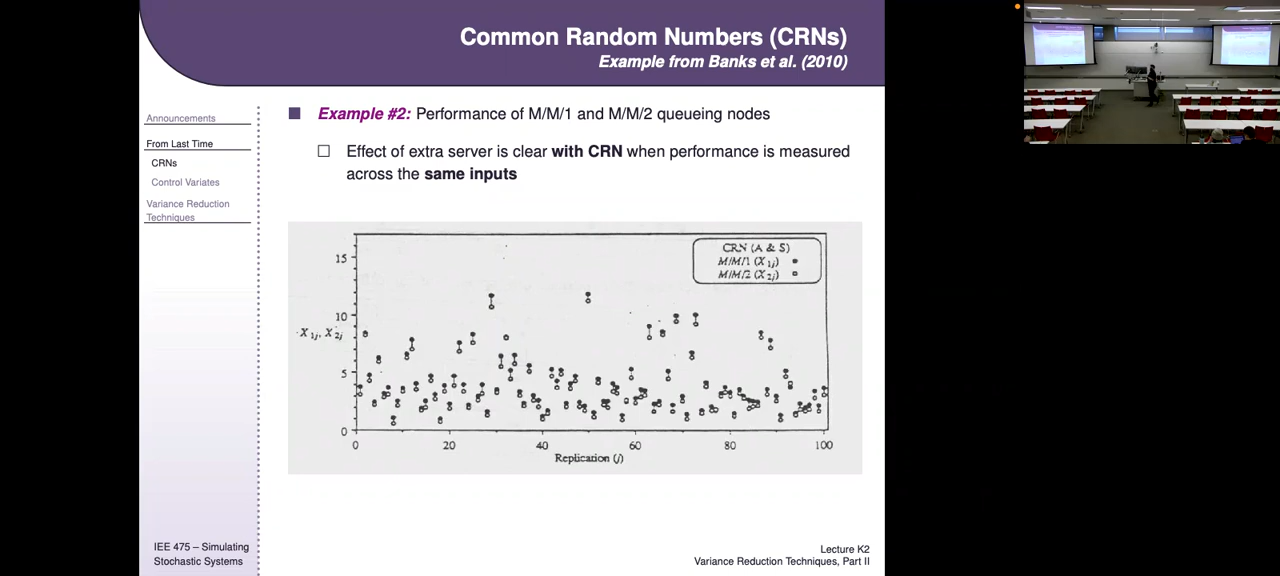 Common Random Numbers (CRNs)
Example from Banks et al. (2010)
Announcements
From Last Time
CRNs
Control Variates
Variance Reduction
Techniques
■ Example #2: Performance of M/M/1 and M/M/2 queueing nodes
□ Effect of extra server is clear with CRN when performance is measured
across the same inputs
CRN (A & S)
M/M/1 (X1j)
M/M/2 (X2j)
15
10
X1j, X2j
5
0
0 20 40 60 80 100
Replication (j)
IEE 475 – Simulating
Stochastic Systems
Lecture K2
Variance Reduction Techniques, Part II